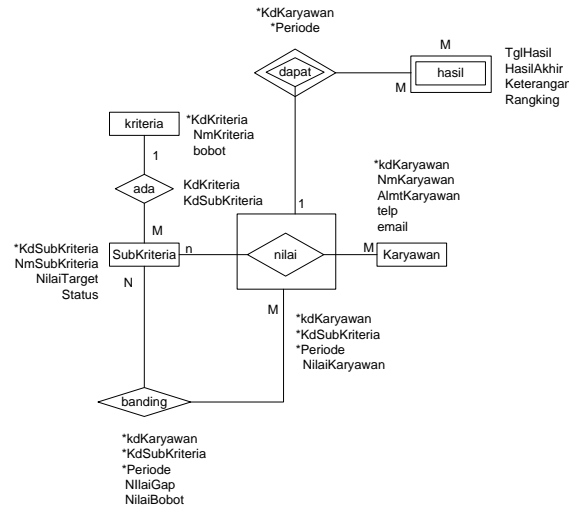 *KdKaryawan
*Periode
dapat
M
M
hasil
TglHasil
HasilAkhir
Keterangan
Rangking
kriteria
*KdKriteria
NmKriteria
bobot
1
ada
KdKriteria
KdSubKriteria
M
*kdKaryawan
NmKaryawan
AlmtKaryawan
telp
email
1
*KdSubKriteria
NmSubKriteria
NilaiTarget
Status
SubKriteria
n
nilai
M
Karyawan
N
M
*kdKaryawan
*KdSubKriteria
*Periode
NilaiKaryawan
banding
*kdKaryawan
*KdSubKriteria
*Periode
NIlaiGap
NilaiBobot